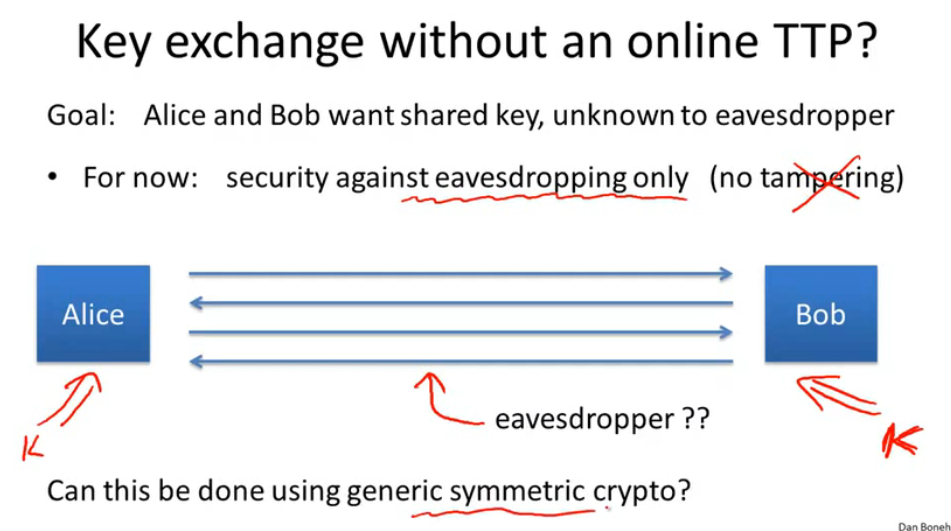 Key exchange without an online TTP?
Goal: Alice and Bob want shared key, unknown to eavesdropper
• For now: security against eavesdropping only (no tampering)
Alice
Bob
eavesdropper ??
K
K
Can this be done using generic symmetric crypto?
Dan Boneh